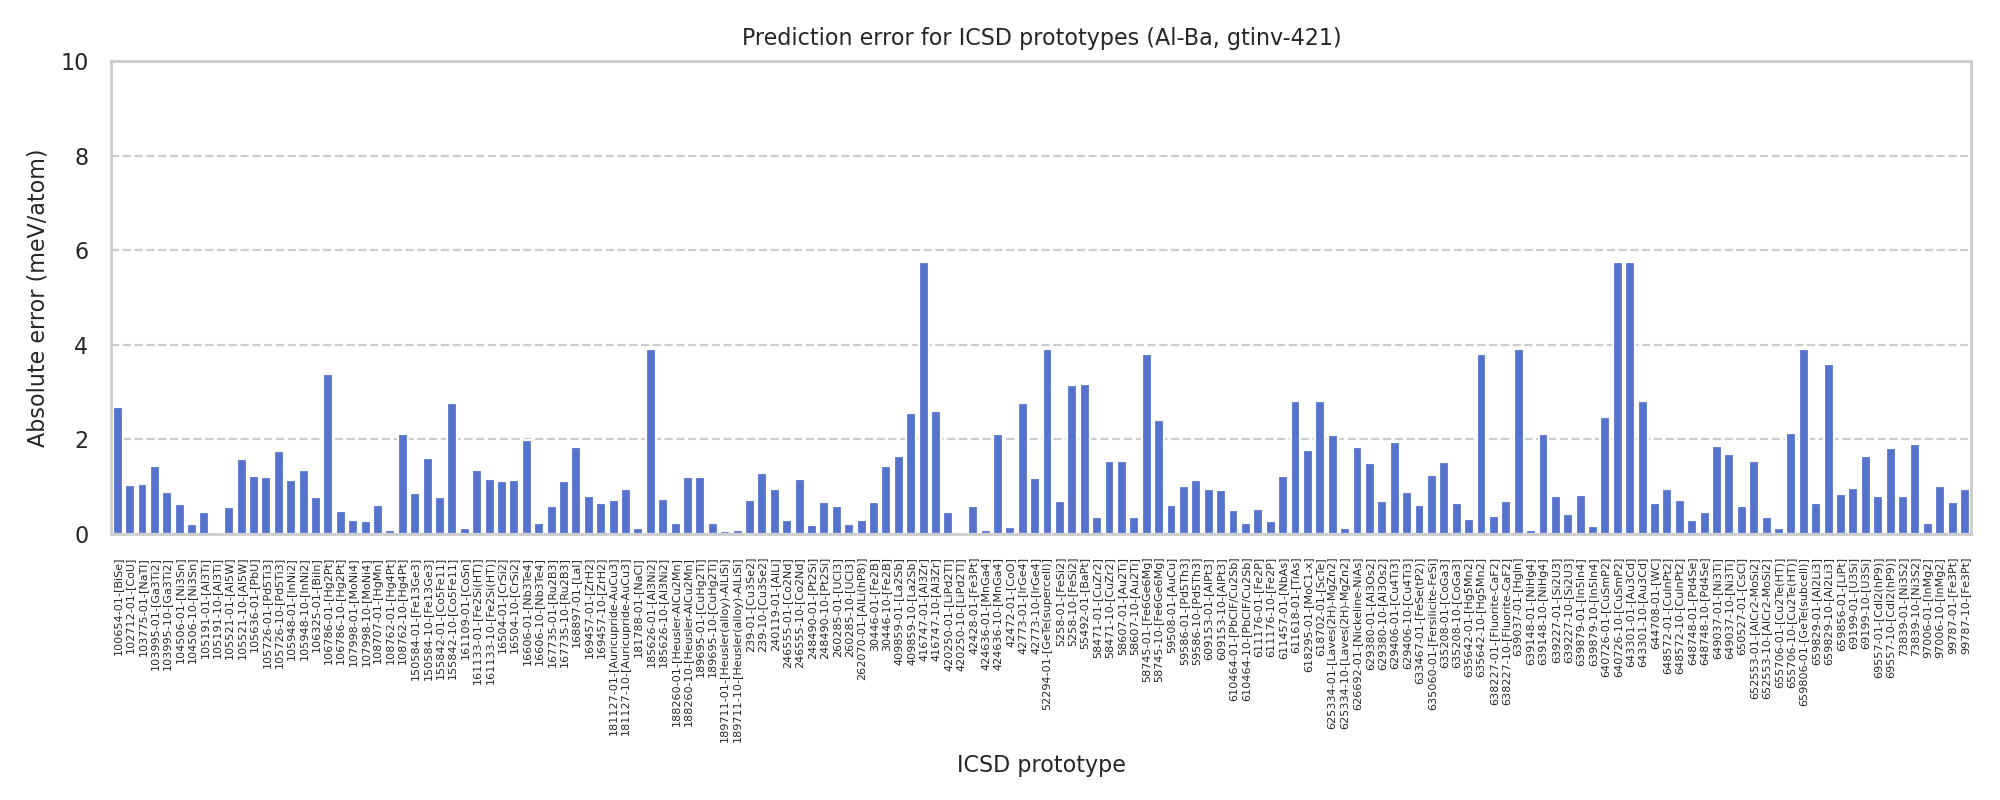 Prediction error for ICSD prototypes (Al-Ba, gtinv-421)
Absolute error (meV/atom)
10
8
6
4
2
0
100654-01-[BiSe]
102712-01-[CoU]
103775-01-[NaTl]
103995-01-[Ga3Ti2]
103995-10-[Ga3Ti2]
104506-01-[Ni3Sn]
104506-10-[Ni3Sn]
105191-01-[Al3Ti]
105191-10-[Al3Ti]
105521-01-[Al5W]
105521-10-[Al5W]
105636-01-[PbU]
105726-01-[Pd5Ti3]
105726-10-[Pd5Ti3]
105948-01-[InNi2]
105948-10-[InNi2]
106325-01-[BiIn]
106786-01-[Hg2Pt]
106786-10-[Hg2Pt]
107998-01-[MoNi4]
107998-10-[MoNi4]
108707-01-[HgMn]
108762-01-[Hg4Pt]
108762-10-[Hg4Pt]
150584-01-[Fe13Ge3]
150584-10-[Fe13Ge3]
155842-01-[Co5Fe11]
155842-10-[Co5Fe11]
161109-01-[CoSn]
161133-01-[Fe2Si(HT)]
161133-10-[Fe2Si(HT)]
16504-01-[CrSi2]
16504-10-[CrSi2]
16606-01-[Nb3Te4]
16606-10-[Nb3Te4]
167735-01-[Ru2B3]
167735-10-[Ru2B3]
168897-01-[LaI]
169457-01-[ZrH2]
169457-10-[ZrH2]
181127-01-[Auricupride-AuCu3]
181127-10-[Auricupride-AuCu3]
181788-01-[NaCl]
185626-01-[Al3Ni2]
185626-10-[Al3Ni2]
188260-01-[Heusler-AlCu2Mn]
188260-10-[Heusler-AlCu2Mn]
189695-01-[CuHg2Ti]
189695-10-[CuHg2Ti]
189711-01-[Heusler(alloy)-AlLiSi]
189711-10-[Heusler(alloy)-AlLiSi]
239-01-[Cu3Se2]
239-10-[Cu3Se2]
240119-01-[AlLi]
246555-01-[Co2Nd]
246555-10-[Co2Nd]
248490-01-[Pt2Si]
248490-10-[Pt2Si]
260285-01-[UCl3]
260285-10-[UCl3]
262070-01-[AlLi(hP8)]
30446-01-[Fe2B]
30446-10-[Fe2B]
409859-01-[La2Sb]
409859-10-[La2Sb]
416747-01-[Al3Zr]
416747-10-[Al3Zr]
420250-01-[LiPd2Tl]
420250-10-[LiPd2Tl]
42428-01-[Fe3Pt]
424636-01-[MnGa4]
424636-10-[MnGa4]
42472-01-[CoO]
42773-01-[IrGe4]
42773-10-[IrGe4]
52294-01-[GeTe(supercell)]
5258-01-[FeSi2]
5258-10-[FeSi2]
55492-01-[BaPt]
58471-01-[CuZr2]
58471-10-[CuZr2]
58607-01-[Au2Ti]
58607-10-[Au2Ti]
58745-01-[Fe6Ge6Mg]
58745-10-[Fe6Ge6Mg]
59508-01-[AuCu]
59586-01-[Pd5Th3]
59586-10-[Pd5Th3]
609153-01-[AlPt3]
609153-10-[AlPt3]
610464-01-[PbClF/Cu2Sb]
610464-10-[PbClF/Cu2Sb]
611176-01-[Fe2P]
611176-10-[Fe2P]
611457-01-[NbAs]
611618-01-[TiAs]
618295-01-[MoC1-x]
618702-01-[ScTe]
625334-01-[Laves(2H)-MgZn2]
625334-10-[Laves(2H)-MgZn2]
626692-01-[Nickeline-NiAs]
629380-01-[Al3Os2]
629380-10-[Al3Os2]
629406-01-[Cu4Ti3]
629406-10-[Cu4Ti3]
633467-01-[FeSe(tP2)]
635060-01-[Fersilicite-FeSi]
635208-01-[CoGa3]
635208-10-[CoGa3]
635642-01-[Hg5Mn2]
635642-10-[Hg5Mn2]
638227-01-[Fluorite-CaF2]
638227-10-[Fluorite-CaF2]
639037-01-[HgIn]
639148-01-[NiHg4]
639148-10-[NiHg4]
639227-01-[Si2U3]
639227-10-[Si2U3]
639879-01-[In5In4]
639879-10-[In5In4]
640726-01-[CuSmP2]
640726-10-[CuSmP2]
643301-01-[Au3Cd]
643301-10-[Au3Cd]
644708-01-[WC]
648572-01-[CuInPt2]
648572-10-[CuInPt2]
648748-01-[Pd4Se]
648748-10-[Pd4Se]
649037-01-[Ni3Ti]
649037-10-[Ni3Ti]
650527-01-[CsCl]
652553-01-[AlCr2-MoSi2]
652553-10-[AlCr2-MoSi2]
655706-01-[Cu2Te(HT)]
655706-10-[Cu2Te(HT)]
659806-01-[GeTe(subcell)]
659829-01-[Al2Li3]
659829-10-[Al2Li3]
659856-01-[LiPt]
69199-01-[U3Si]
69199-10-[U3Si]
69557-01-[CdI2(hP9)]
69557-10-[CdI2(hP9)]
73839-01-[Ni3S2]
73839-10-[Ni3S2]
97006-01-[InMg2]
97006-10-[InMg2]
99787-01-[Fe3Pt]
99787-10-[Fe3Pt]
ICSD prototype